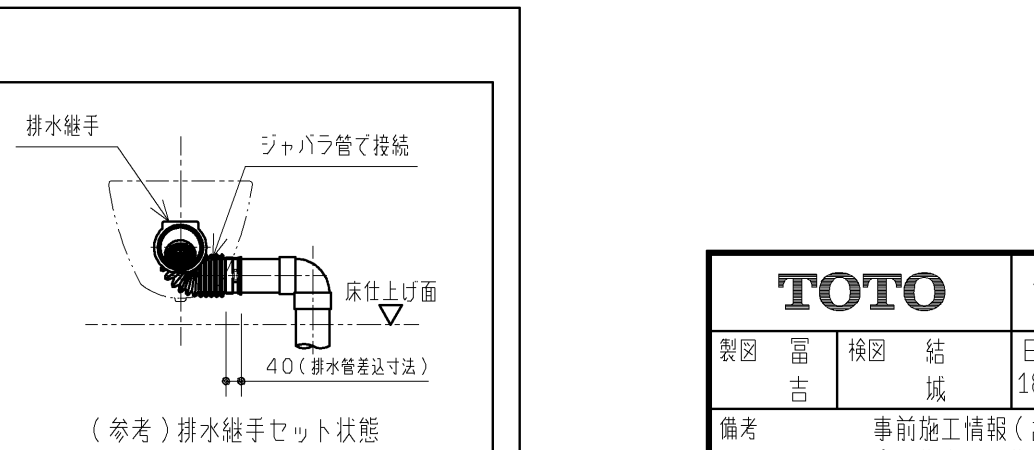 排水継手
ジャバラ管で接続
床仕上げ面
40(排水管差込寸法)
(参考)排水継手セット状態
TOTO
製図 冨吉 検図 結城 日
18
備考 事前施工情報(